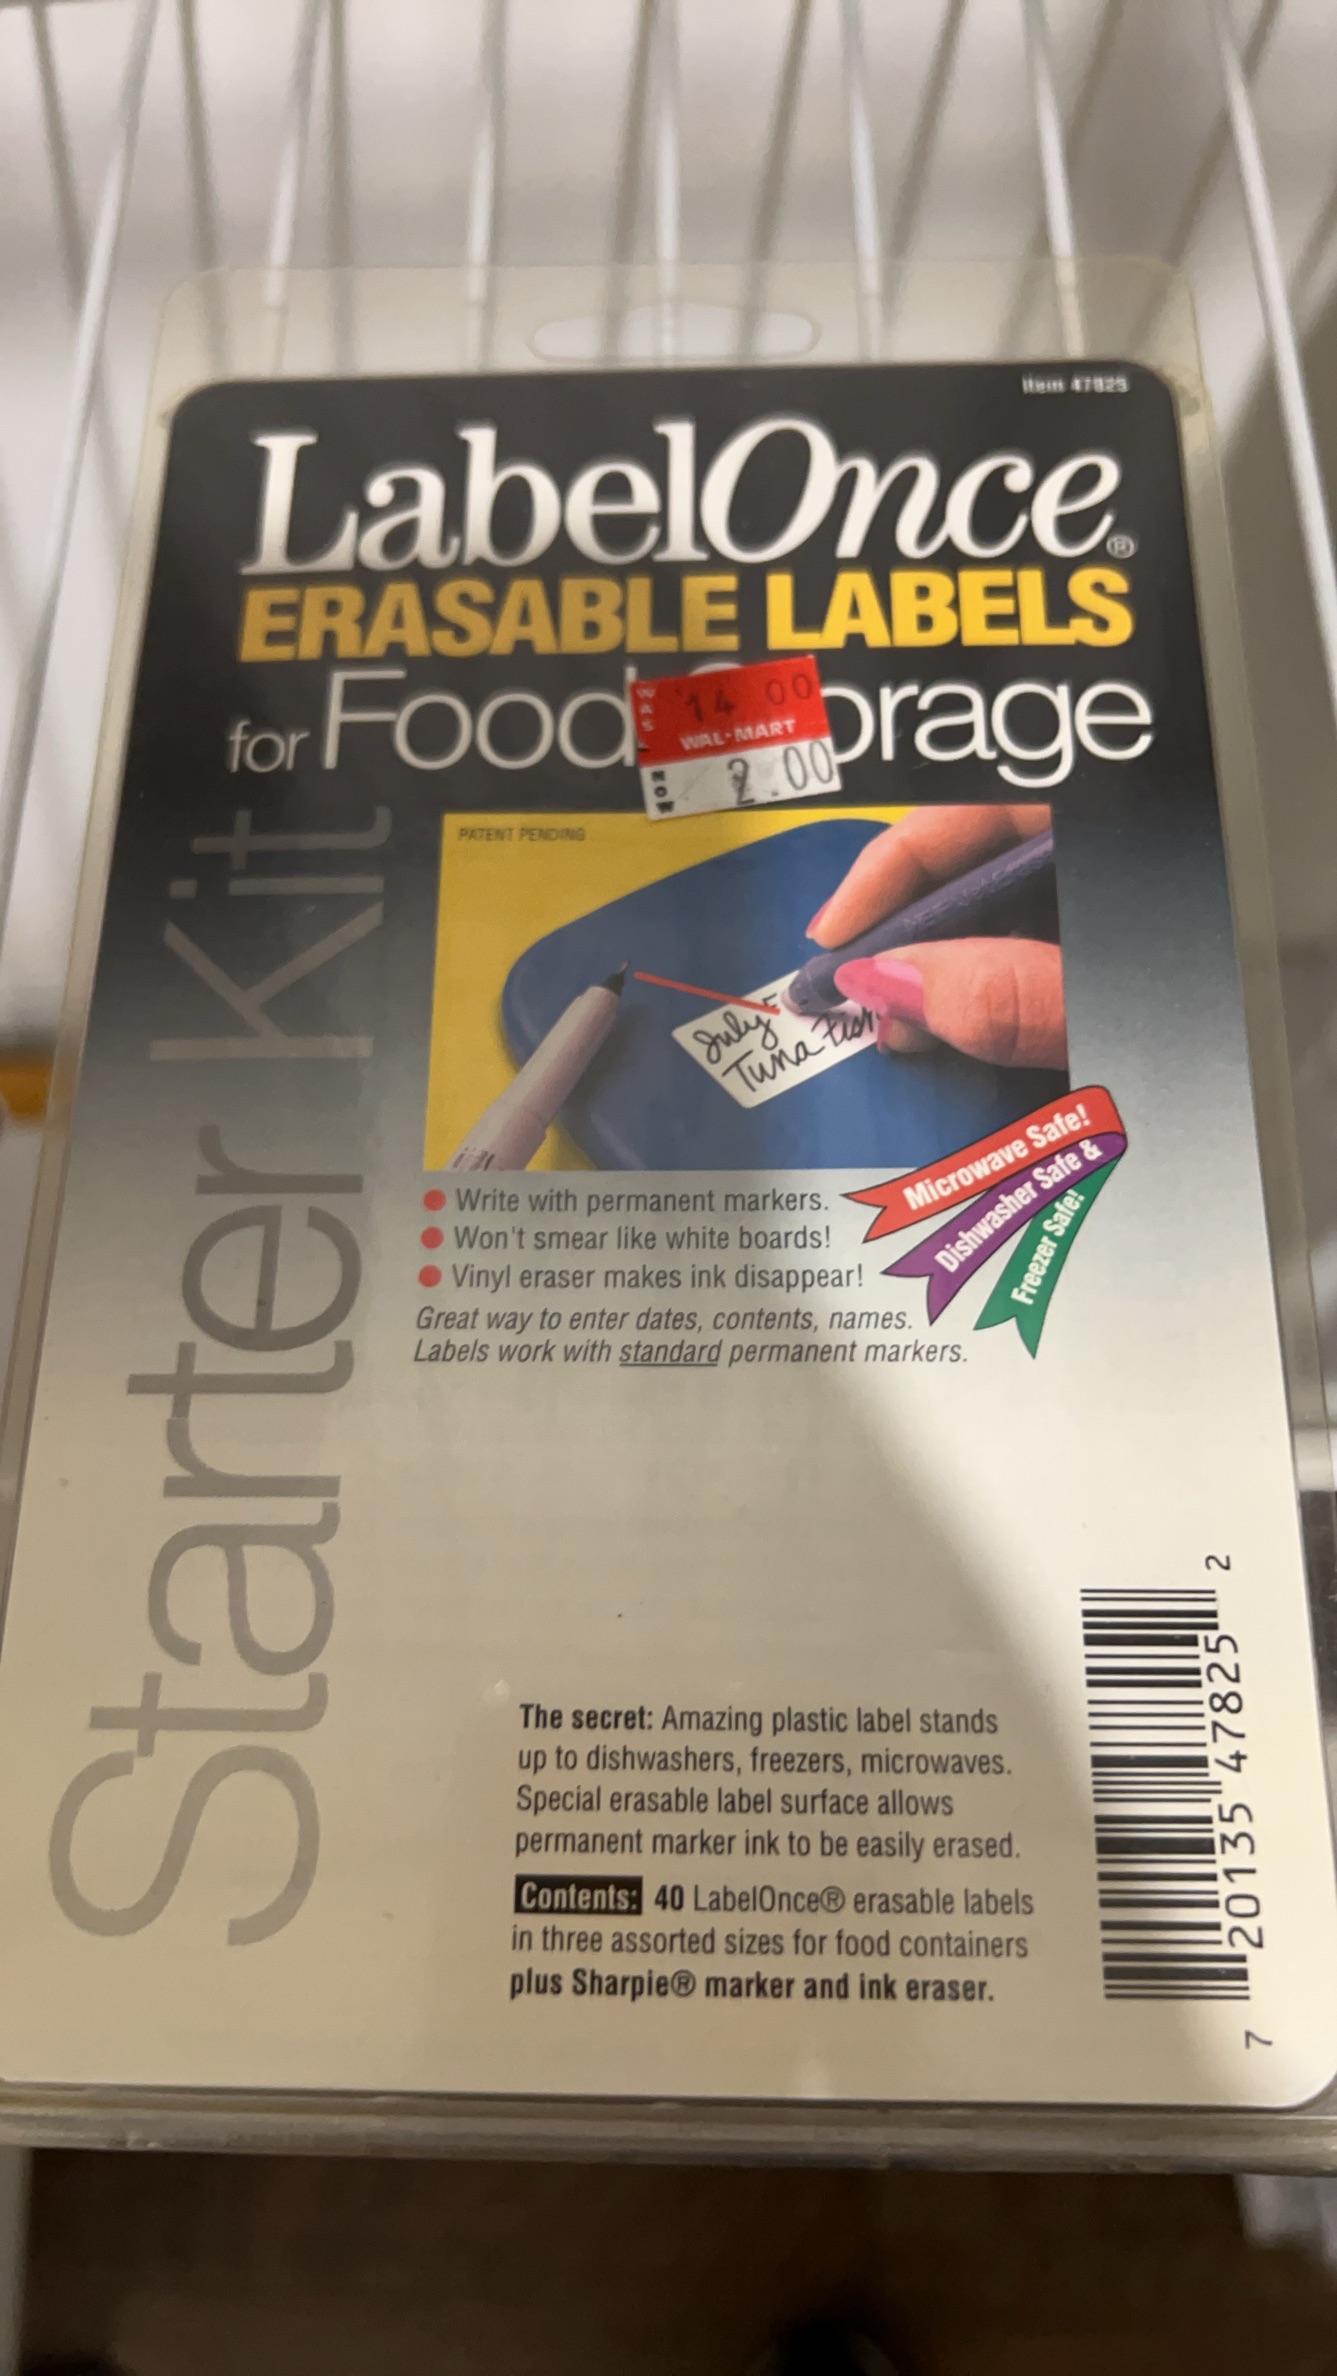 Item 47825
LabelOnce®
ERASABLE LABELS
for Food Storage
WAS 14 00
WAL-MART
NOW 2.00
Starter Kit
PATENT PENDING
July
Tuna Fish
Microwave Safe!
Dishwasher Safe &
Freezer Safe!
● Write with permanent markers.
● Won't smear like white boards!
● Vinyl eraser makes ink disappear!
Great way to enter dates, contents, names.
Labels work with standard permanent markers.
The secret: Amazing plastic label stands
up to dishwashers, freezers, microwaves.
Special erasable label surface allows
permanent marker ink to be easily erased.
Contents: 40 LabelOnce® erasable labels
in three assorted sizes for food containers
plus Sharpie® marker and ink eraser.
7 20135 47825 2